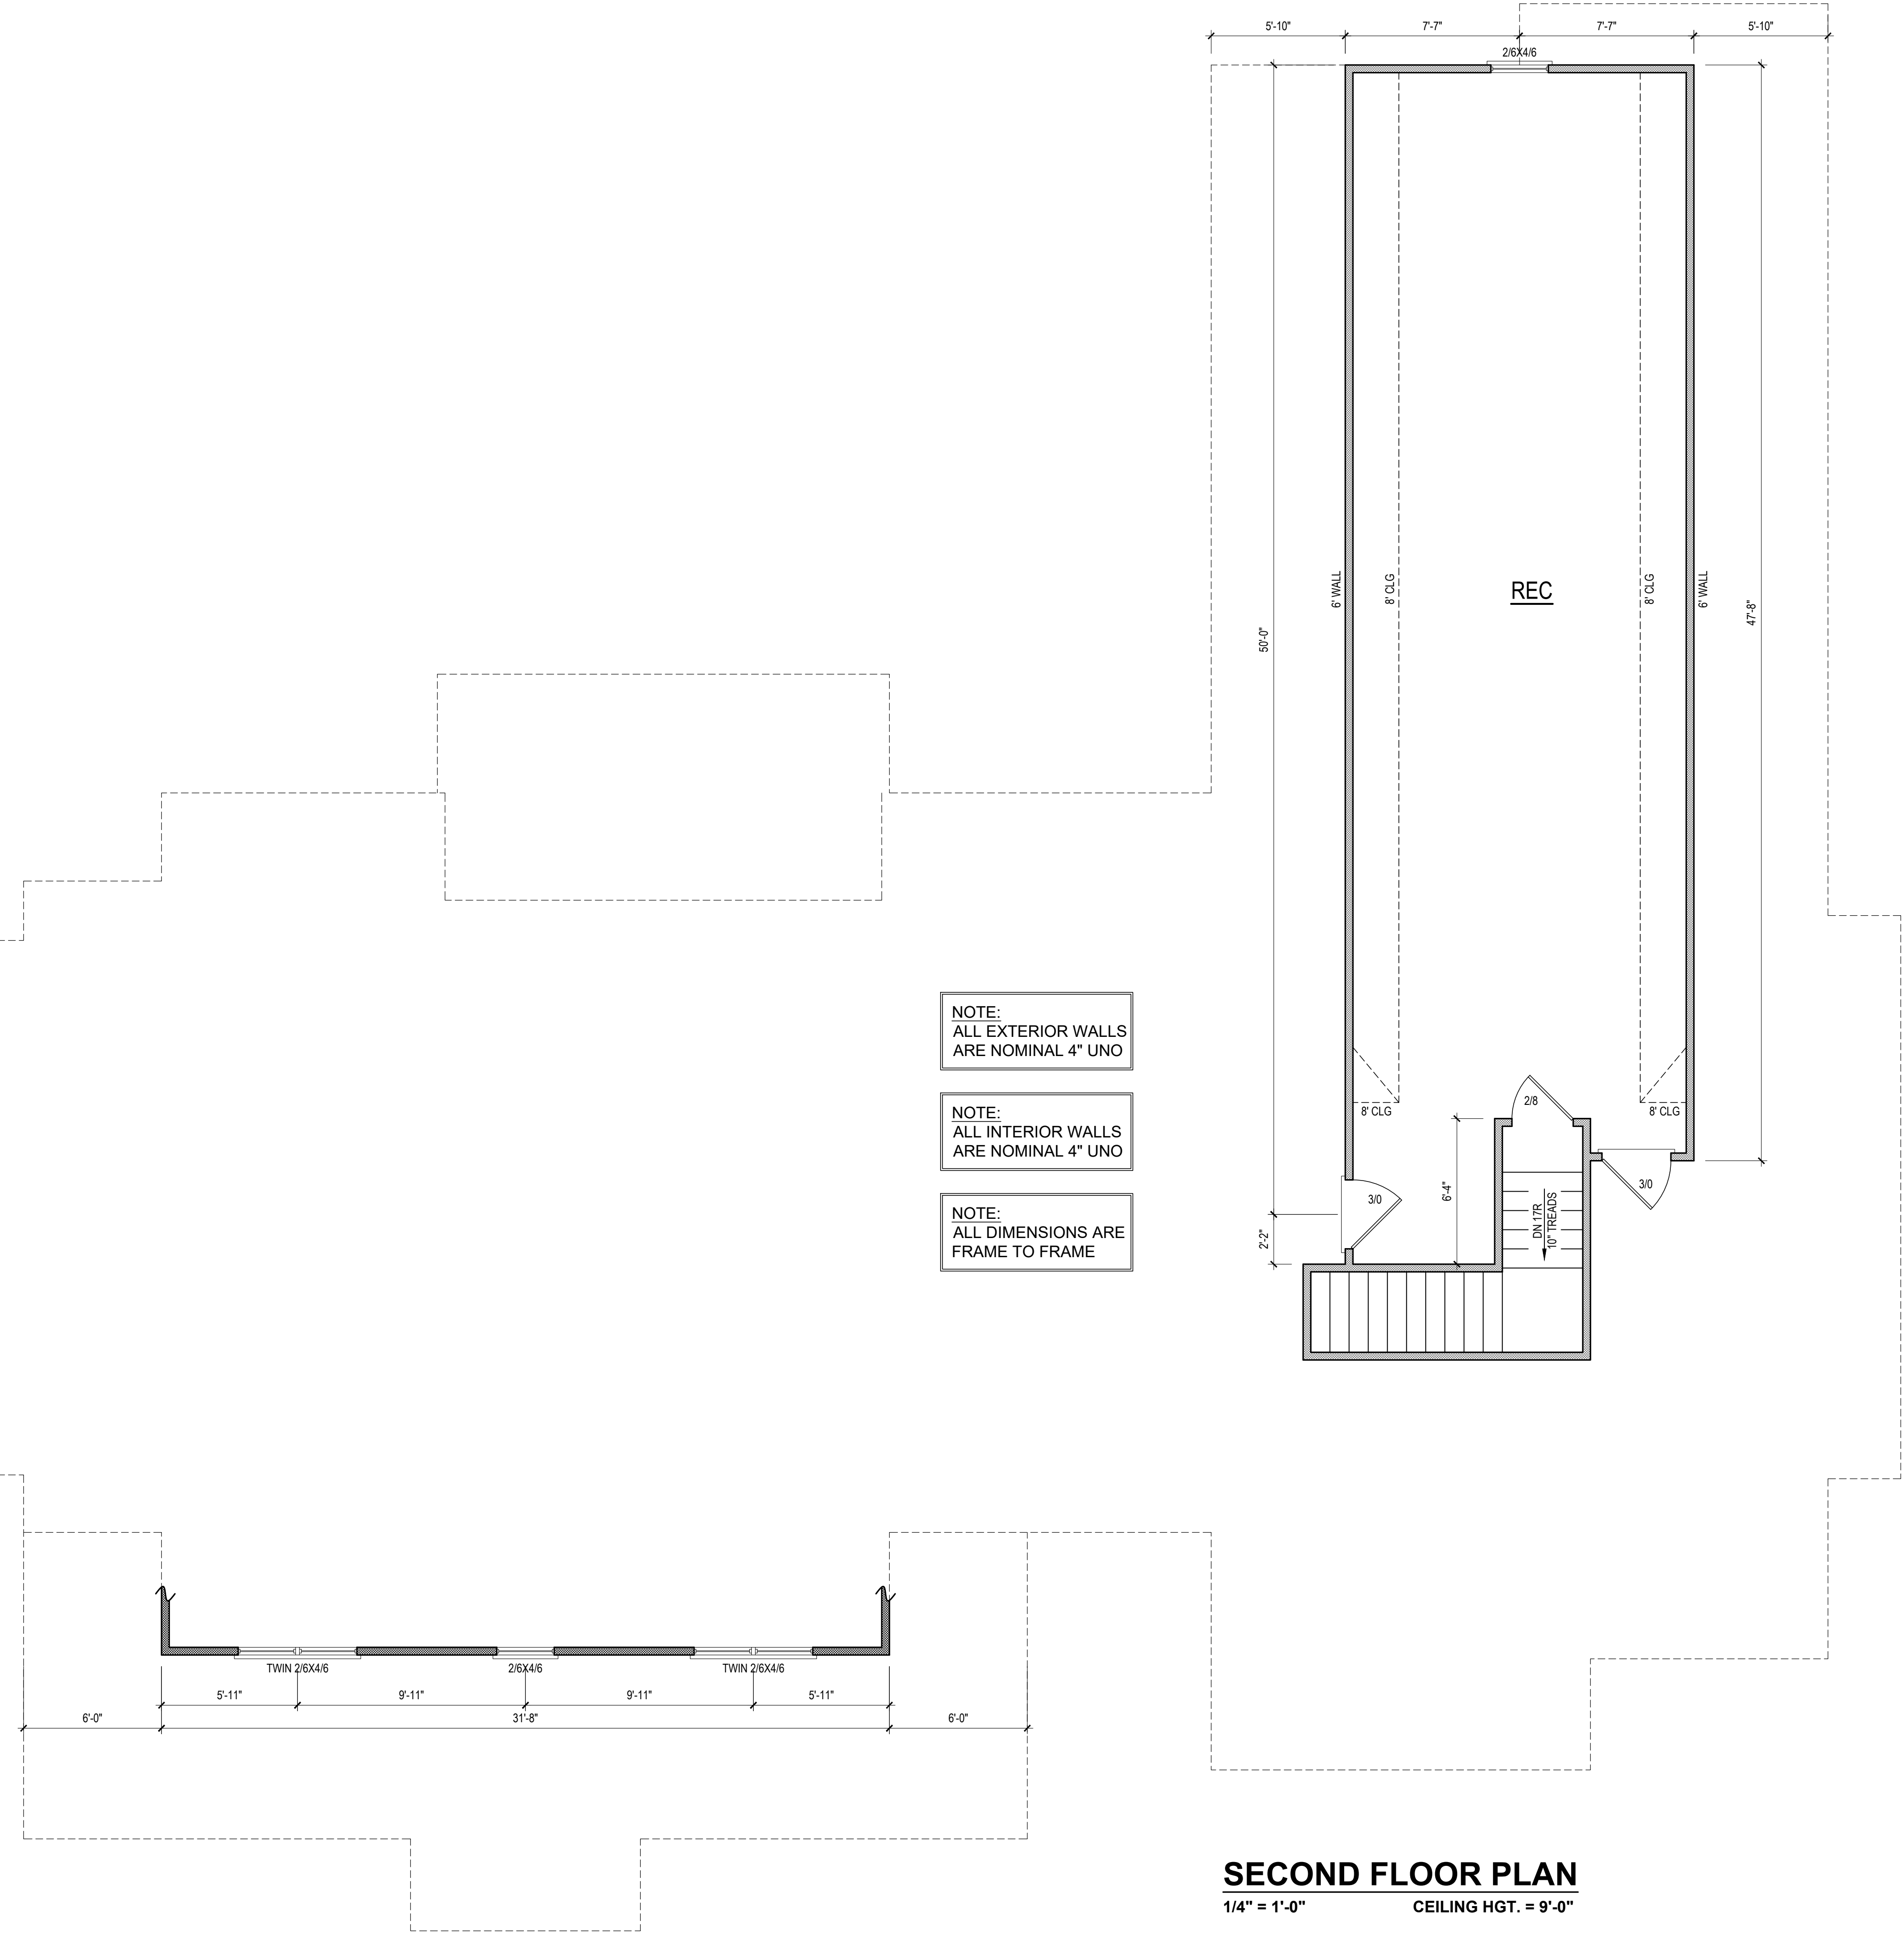 5'-10"
7'-7"
7'-7"
5'-10"
2/6X4/6
6' WALL
8' CLG
REC
8' CLG
6' WALL
50'-0"
47'-8"
NOTE:
ALL EXTERIOR WALLS
ARE NOMINAL 4" UNO
NOTE:
ALL INTERIOR WALLS
ARE NOMINAL 4" UNO
NOTE:
ALL DIMENSIONS ARE
FRAME TO FRAME
8' CLG
2/8
8' CLG
3/0
6'-4"
3/0
DN 17R
10" TREADS
2'-2"
TWIN 2/6X4/6
2/6X4/6
TWIN 2/6X4/6
5'-11"
9'-11"
9'-11"
5'-11"
6'-0"
31'-8"
6'-0"
SECOND FLOOR PLAN
1/4" = 1'-0"
CEILING HGT. = 9'-0"